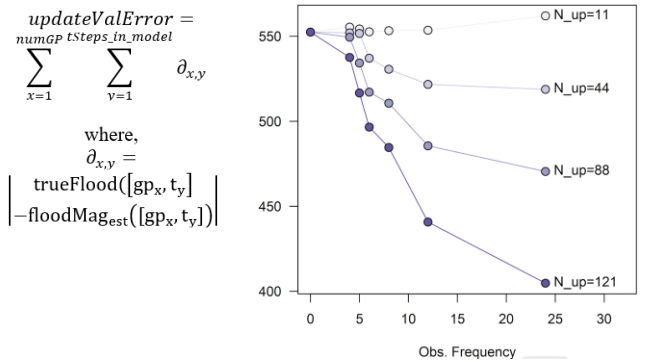 updateValError =
numGP tSteps_in_model
∑ ∑ ∂x,y
x=1 y=1
where,
∂x,y =
| trueFlood([gpx, ty]
−floodMagest([gpx, ty]) |
550
500
450
400
N_up=11
N_up=44
N_up=88
N_up=121
0 5 10 15 20 25 30
Obs. Frequency